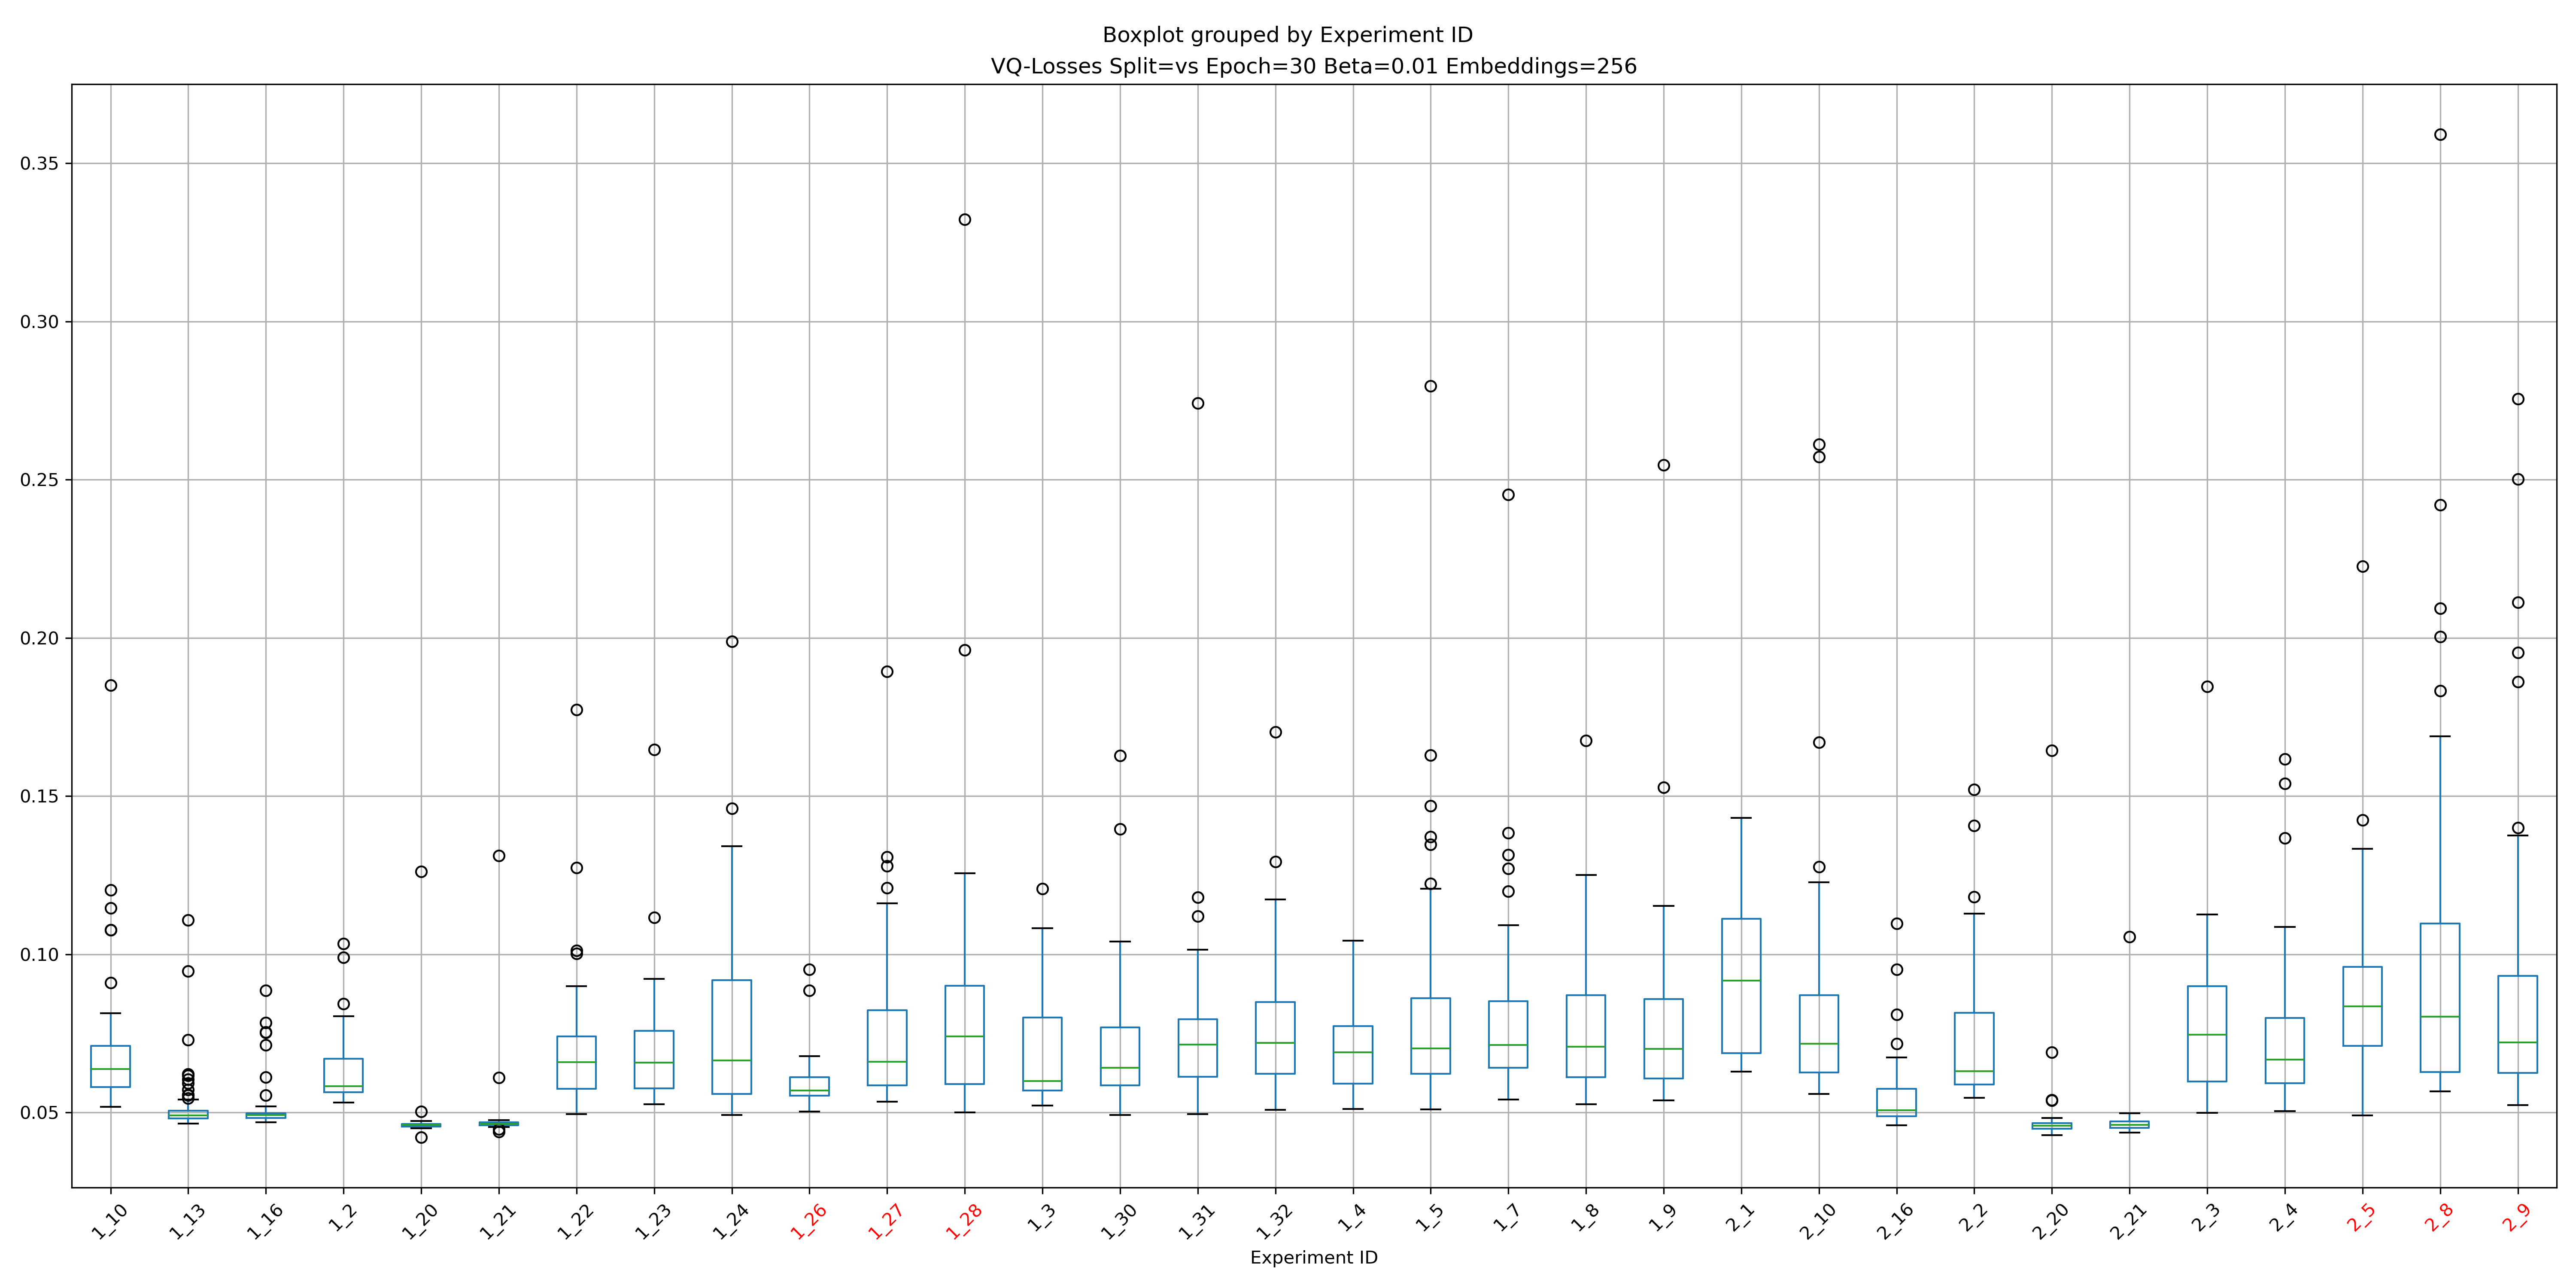 Boxplot grouped by Experiment ID
VQ-Losses Split=vs Epoch=30 Beta=0.01 Embeddings=256
0.35
0.30
0.25
0.20
0.15
0.10
0.05
1_10 1_13 1_16 1_2 1_20 1_21 1_22 1_23 1_24 1_26 1_27 1_28 1_3 1_30 1_31 1_32 1_4 1_5 1_7 1_8 1_9 2_1 2_10 2_16 2_2 2_20 2_21 2_3 2_4 2_5 2_8 2_9
Experiment ID